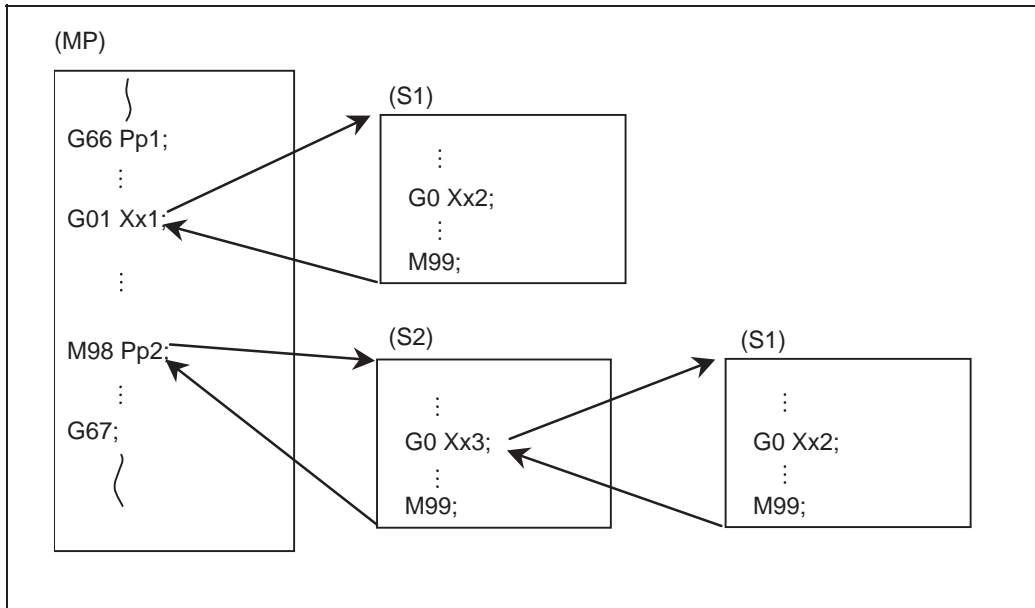 (MP)
G66 Pp1;
⋮
G01 Xx1;
⋮
M98 Pp2;
⋮
G67;
(S1)
⋮
G0 Xx2;
⋮
M99;
(S2)
⋮
G0 Xx3;
⋮
M99;
(S1)
⋮
G0 Xx2;
⋮
M99;